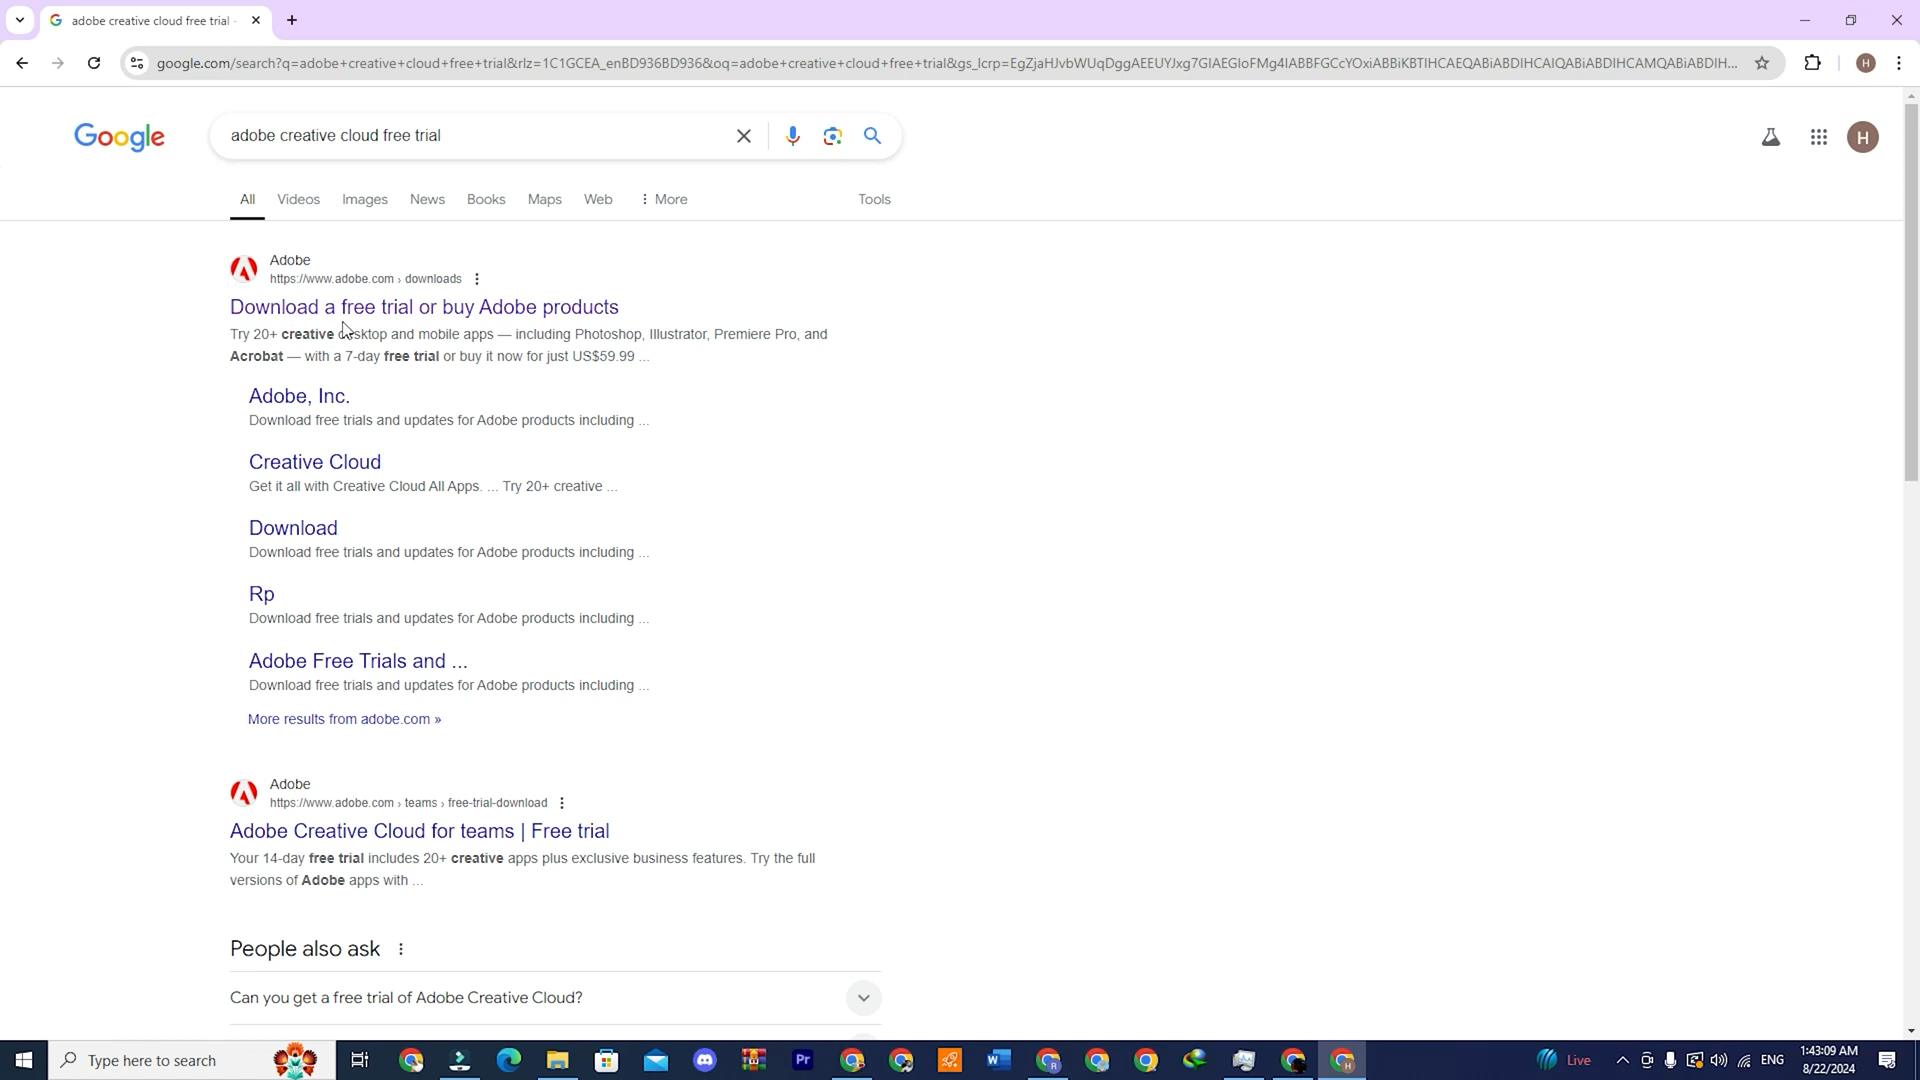 adobe creative cloud free trial -
google.com/search?q=adobe+creative+cloud+free+trial&rlz=1C1GCEA_enBD936BD936&oq=adobe+creative+cloud+free+trial&gs_lcrp=EgZjaHJvbWUqDggAEEUYJxg7GIAEGIoFMg4IABBFGCcYOxiABBiKBTIHCAEQABiABDIHCAIQABiABDIHCAMQABiABDIH...
H
Google
adobe creative cloud free trial
H
All Videos Images News Books Maps Web More Tools
Adobe
https://www.adobe.com › downloads
Download a free trial or buy Adobe products
Try 20+ creative desktop and mobile apps — including Photoshop, Illustrator, Premiere Pro, and
Acrobat — with a 7-day free trial or buy it now for just US$59.99 ...
Adobe, Inc.
Download free trials and updates for Adobe products including ...
Creative Cloud
Get it all with Creative Cloud All Apps. ... Try 20+ creative ...
Download
Download free trials and updates for Adobe products including ...
Rp
Download free trials and updates for Adobe products including ...
Adobe Free Trials and ...
Download free trials and updates for Adobe products including ...
More results from adobe.com »
Adobe
https://www.adobe.com › teams › free-trial-download
Adobe Creative Cloud for teams | Free trial
Your 14-day free trial includes 20+ creative apps plus exclusive business features. Try the full
versions of Adobe apps with ...
People also ask
Can you get a free trial of Adobe Creative Cloud?
Type here to search
Pr
W
R
H
Live
ENG
1:43:09 AM
8/22/2024